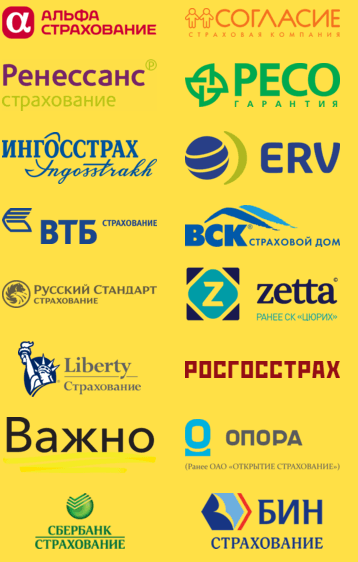 α АЛЬФА
СТРАХОВАНИЕ
СОГЛАСИЕ
СТРАХОВАЯ КОМПАНИЯ
Ренессанс ®
страхование
РЕСО
ГАРАНТИЯ
ИНГОССТРАХ
Ingosstrakh
ERV
ВТБ СТРАХОВАНИЕ
ВСК СТРАХОВОЙ ДОМ
РУССКИЙ СТАНДАРТ
СТРАХОВАНИЕ
Z zetta
РАНЕЕ СК «ЦЮРИХ»
Liberty
Страхование
РОСГОССТРАХ
Важно
ОПОРА
(Ранее ОАО «ОТКРЫТИЕ СТРАХОВАНИЕ»)
СБЕРБАНК
СТРАХОВАНИЕ
БИН
СТРАХОВАНИЕ